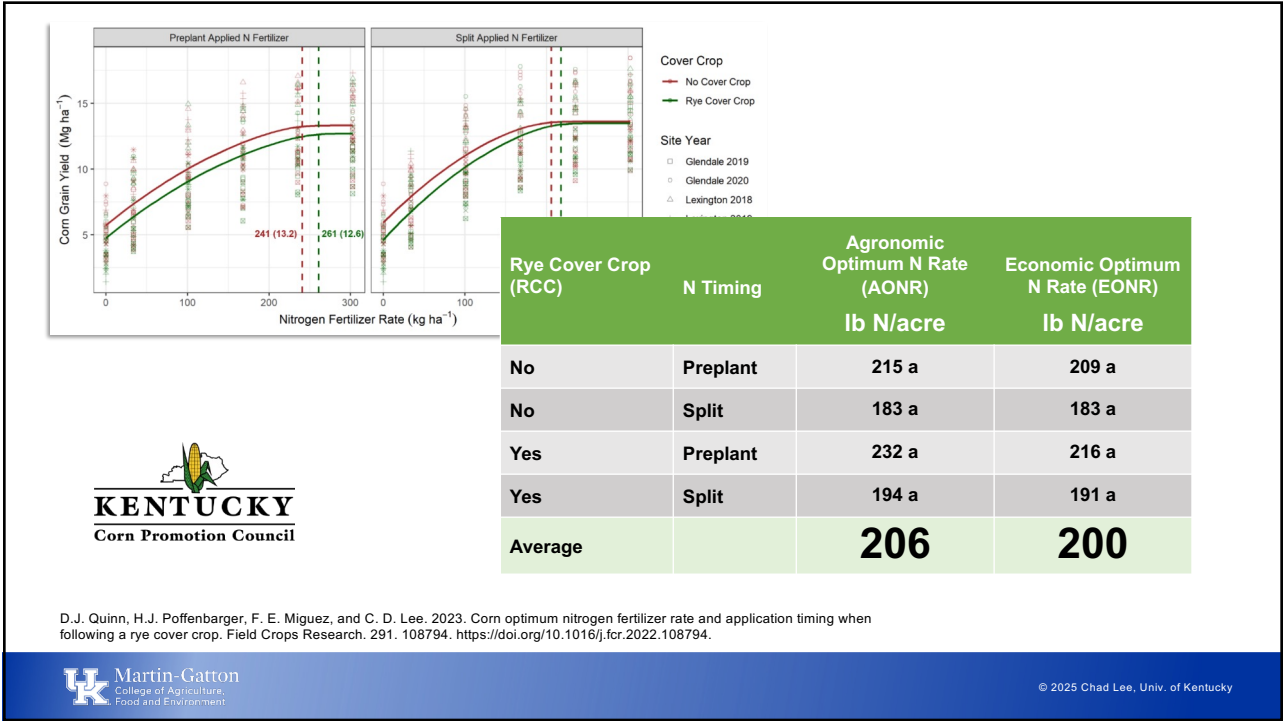 Preplant Applied N Fertilizer
Split Applied N Fertilizer
Corn Grain Yield (Mg ha⁻¹)
15
10
5
241 (13.2)
261 (12.6)
0
100
200
300
0
100
Nitrogen Fertilizer Rate (kg ha⁻¹)
Cover Crop
No Cover Crop
Rye Cover Crop
Site Year
Glendale 2019
Glendale 2020
Lexington 2018
Rye Cover Crop (RCC)
N Timing
Agronomic Optimum N Rate (AONR)
lb N/acre
Economic Optimum N Rate (EONR)
lb N/acre
No Preplant 215 a 209 a
No Split 183 a 183 a
Yes Preplant 232 a 216 a
Yes Split 194 a 191 a
Average 206 200
KENTUCKY
Corn Promotion Council
D.J. Quinn, H.J. Poffenbarger, F. E. Miguez, and C. D. Lee. 2023. Corn optimum nitrogen fertilizer rate and application timing when
following a rye cover crop. Field Crops Research. 291. 108794. https://doi.org/10.1016/j.fcr.2022.108794.
UK
Martin-Gatton
College of Agriculture,
Food and Environment
© 2025 Chad Lee, Univ. of Kentucky